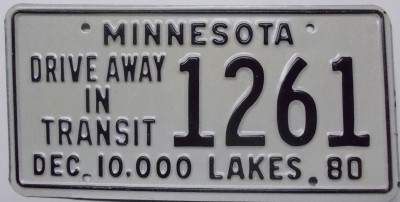 MINNESOTA
DRIVE AWAY
IN
TRANSIT
1261
DEC. 10.000 LAKES. 80